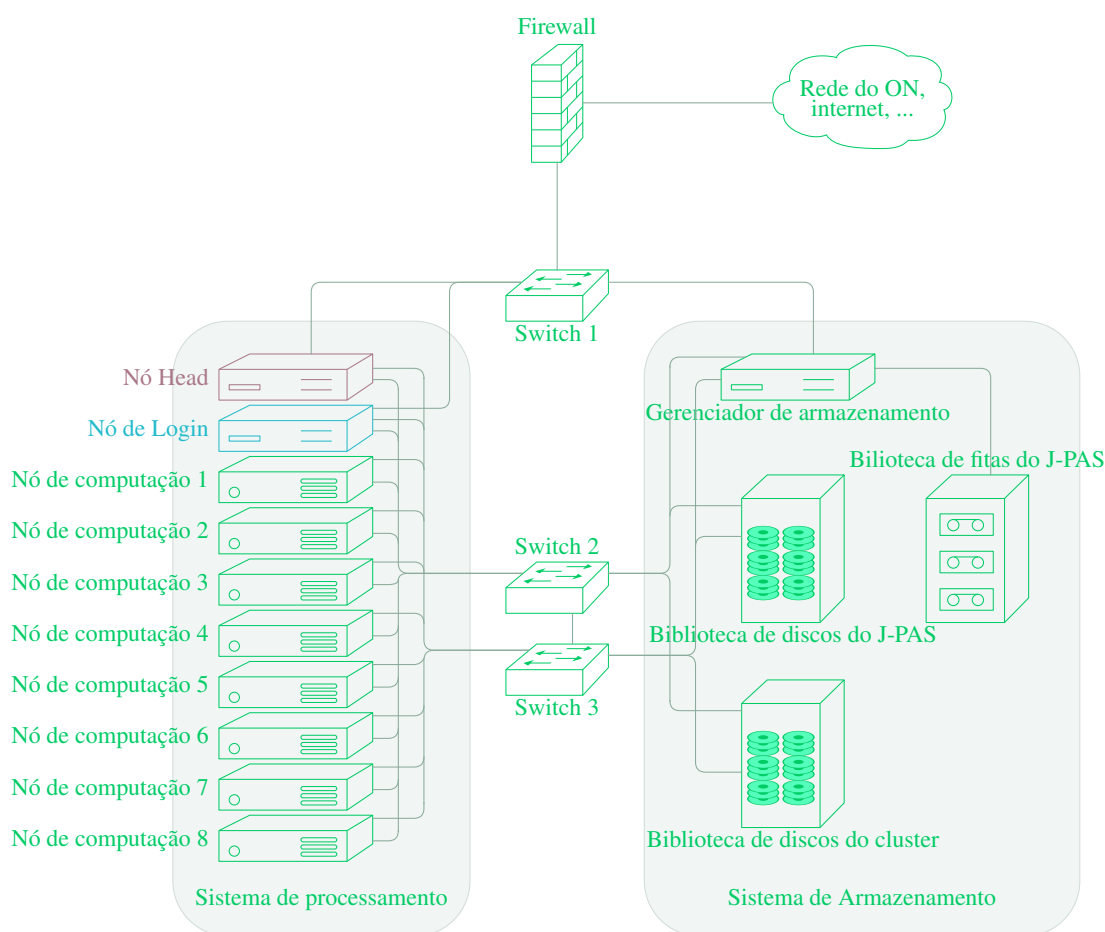 Firewall
Rede do ON,
internet, ...
Switch 1
Nó Head
Gerenciador de armazenamento
Nó de Login
Bilioteca de fitas do J-PAS
Nó de computação 1
Nó de computação 2
Switch 2
Nó de computação 3
Nó de computação 4
Biblioteca de discos do J-PAS
Nó de computação 5
Switch 3
Nó de computação 6
Nó de computação 7
Nó de computação 8
Biblioteca de discos do cluster
Sistema de processamento
Sistema de Armazenamento